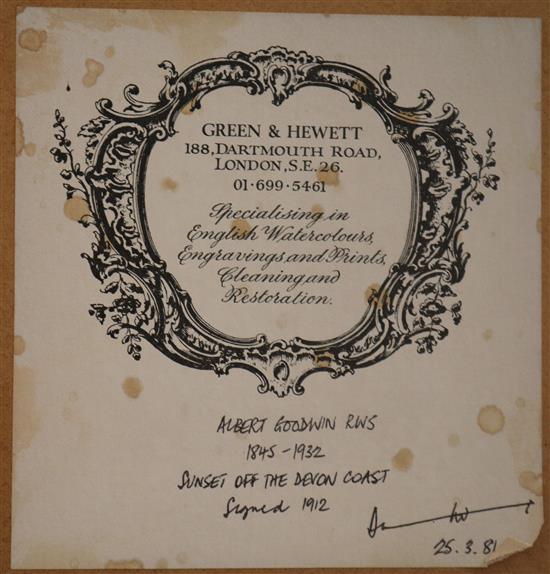 GREEN & HEWETT
188, DARTMOUTH ROAD,
LONDON, S.E. 26.
01·699·5461
Specialising in
English Watercolours,
Engravings and Prints,
Cleaning and
Restoration.
ALBERT GOODWIN RWS
1845 - 1932
SUNSET OFF THE DEVON COAST
Signed 1912
25.3.81